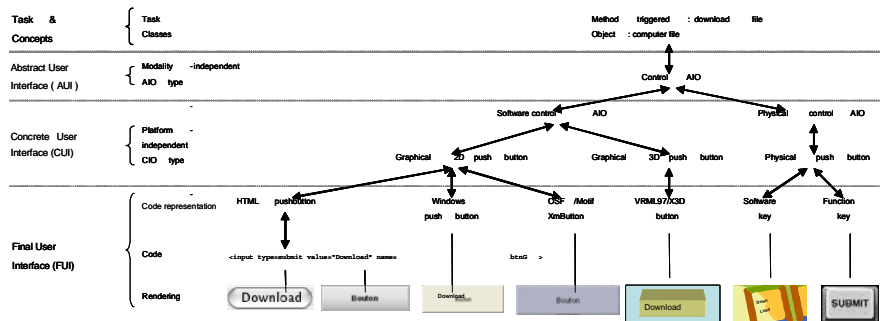 Task & Concepts
Task
Classes
Method triggered : download file
Object : computer file
Abstract User
Interface ( AUI )
Modality -independent
AIO type
Control AIO
Software control AIO
Physical control AIO
Concrete User
Interface (CUI)
Platform -
independent
CIO type
Graphical 2D push button
Graphical 3D push button
Physical push button
Final User
Interface (FUI)
Code representation
HTML pushbutton
Windows
push button
OSF /Motif
XmButton
VRML97/X3D
button
Software
key
Function
key
Code
<input type=submit value="Download" name=
btnG >
Rendering
Download
Bouton
Download
Bouton
Bouton
Download
Down
Load
SUBMIT